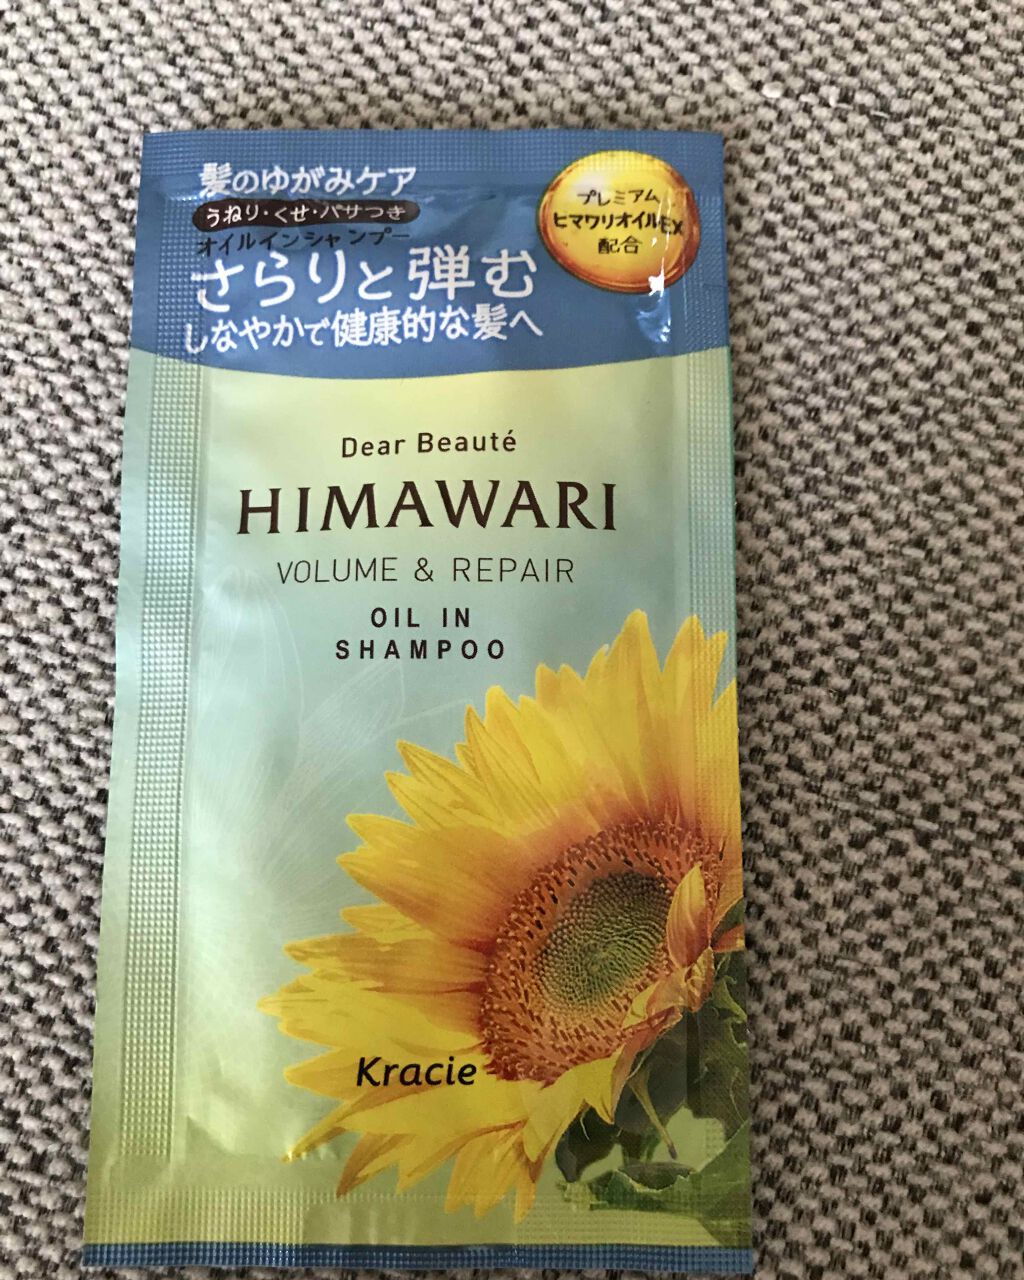 髪のゆがみケア
うねり・くせ・パサつき
オイルインシャンプー
さらりと弾む
しなやかで健康的な髪へ
プレミアム
ヒマワリオイルEX
配合
Dear Beauté
HIMAWARI
VOLUME & REPAIR
OIL IN
SHAMPOO
Kracie